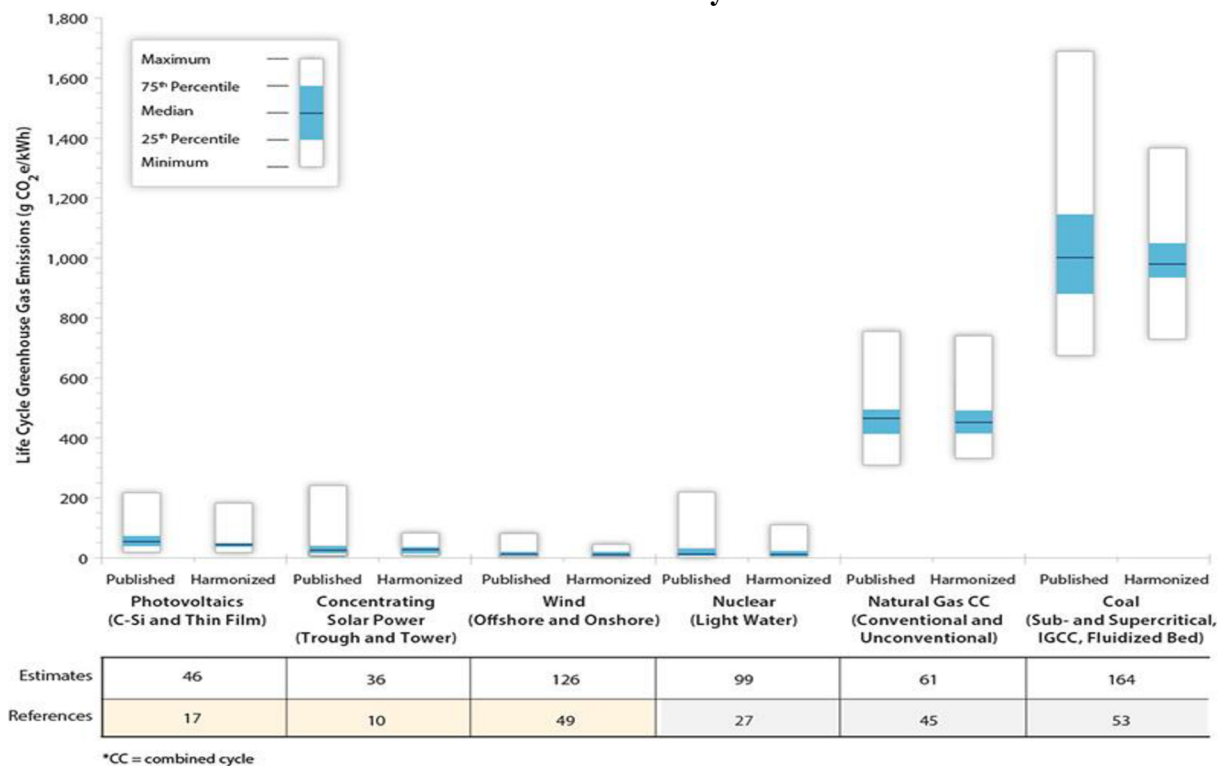 1,800
1,600
1,400
1,200
1,000
800
600
400
200
0
Life Cycle Greenhouse Gas Emissions (g CO2e/kWh)
Maximum
75th Percentile
Median
25th Percentile
Minimum
Published Harmonized Published Harmonized Published Harmonized Published Harmonized Published Harmonized Published Harmonized
Photovoltaics
(C-Si and Thin Film)
Concentrating
Solar Power
(Trough and Tower)
Wind
(Offshore and Onshore)
Nuclear
(Light Water)
Natural Gas CC
(Conventional and
Unconventional)
Coal
(Sub- and Supercritical,
IGCC, Fluidized Bed)
Estimates 46 36 126 99 61 164
References 17 10 49 27 45 53
*CC = combined cycle